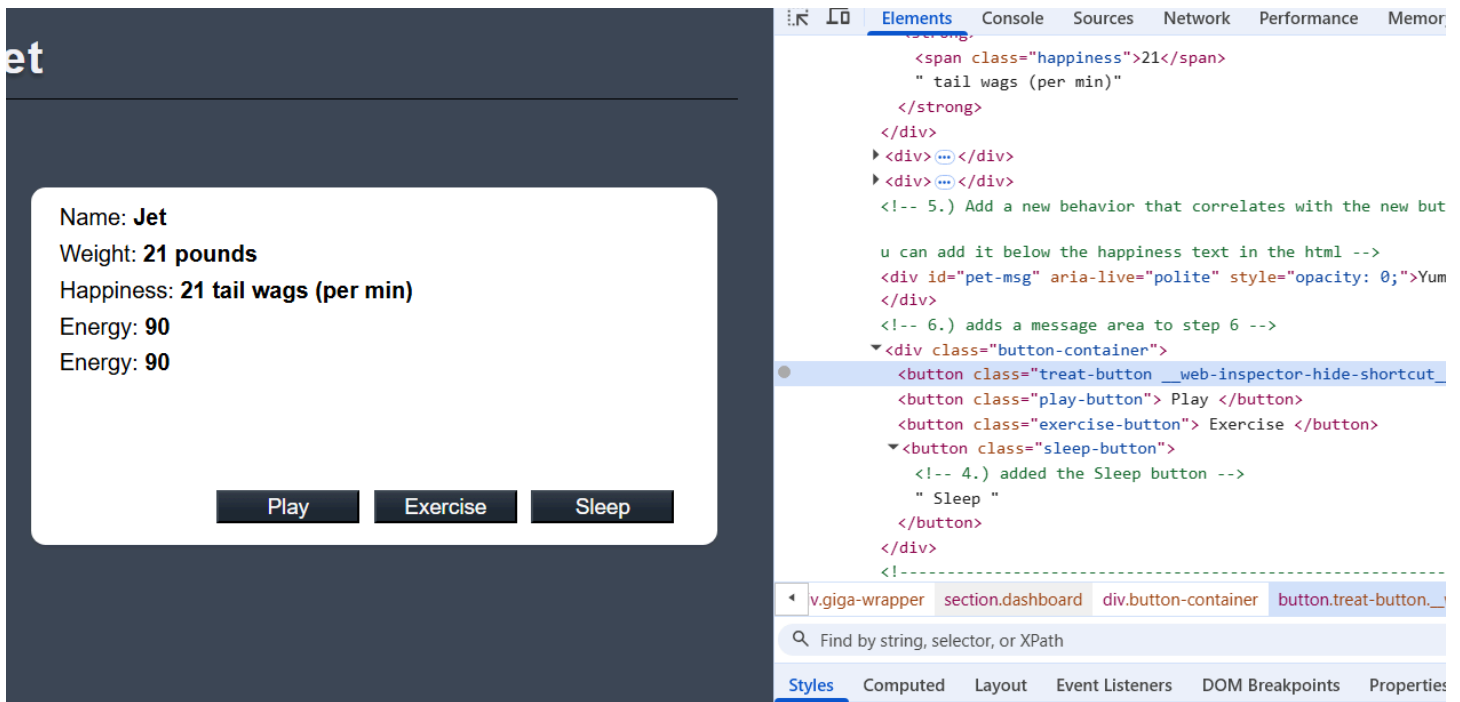 et
Name: Jet
Weight: 21 pounds
Happiness: 21 tail wags (per min)
Energy: 90
Energy: 90
Play Exercise Sleep
Elements Console Sources Network Performance Memor
<strong>
<span class="happiness">21</span>
" tail wags (per min)"
</strong>
</div>
<div> … </div>
<div> … </div>
<!-- 5.) Add a new behavior that correlates with the new but
u can add it below the happiness text in the html -->
<div id="pet-msg" aria-live="polite" style="opacity: 0;">Yum
</div>
<!-- 6.) adds a message area to step 6 -->
<div class="button-container">
<button class="treat-button __web-inspector-hide-shortcut__
<button class="play-button"> Play </button>
<button class="exercise-button"> Exercise </button>
<button class="sleep-button">
<!-- 4.) added the Sleep button -->
" Sleep "
</button>
</div>
<!------------------------------------------------------------
v.giga-wrapper section.dashboard div.button-container button.treat-button.__
Find by string, selector, or XPath
Styles Computed Layout Event Listeners DOM Breakpoints Properties